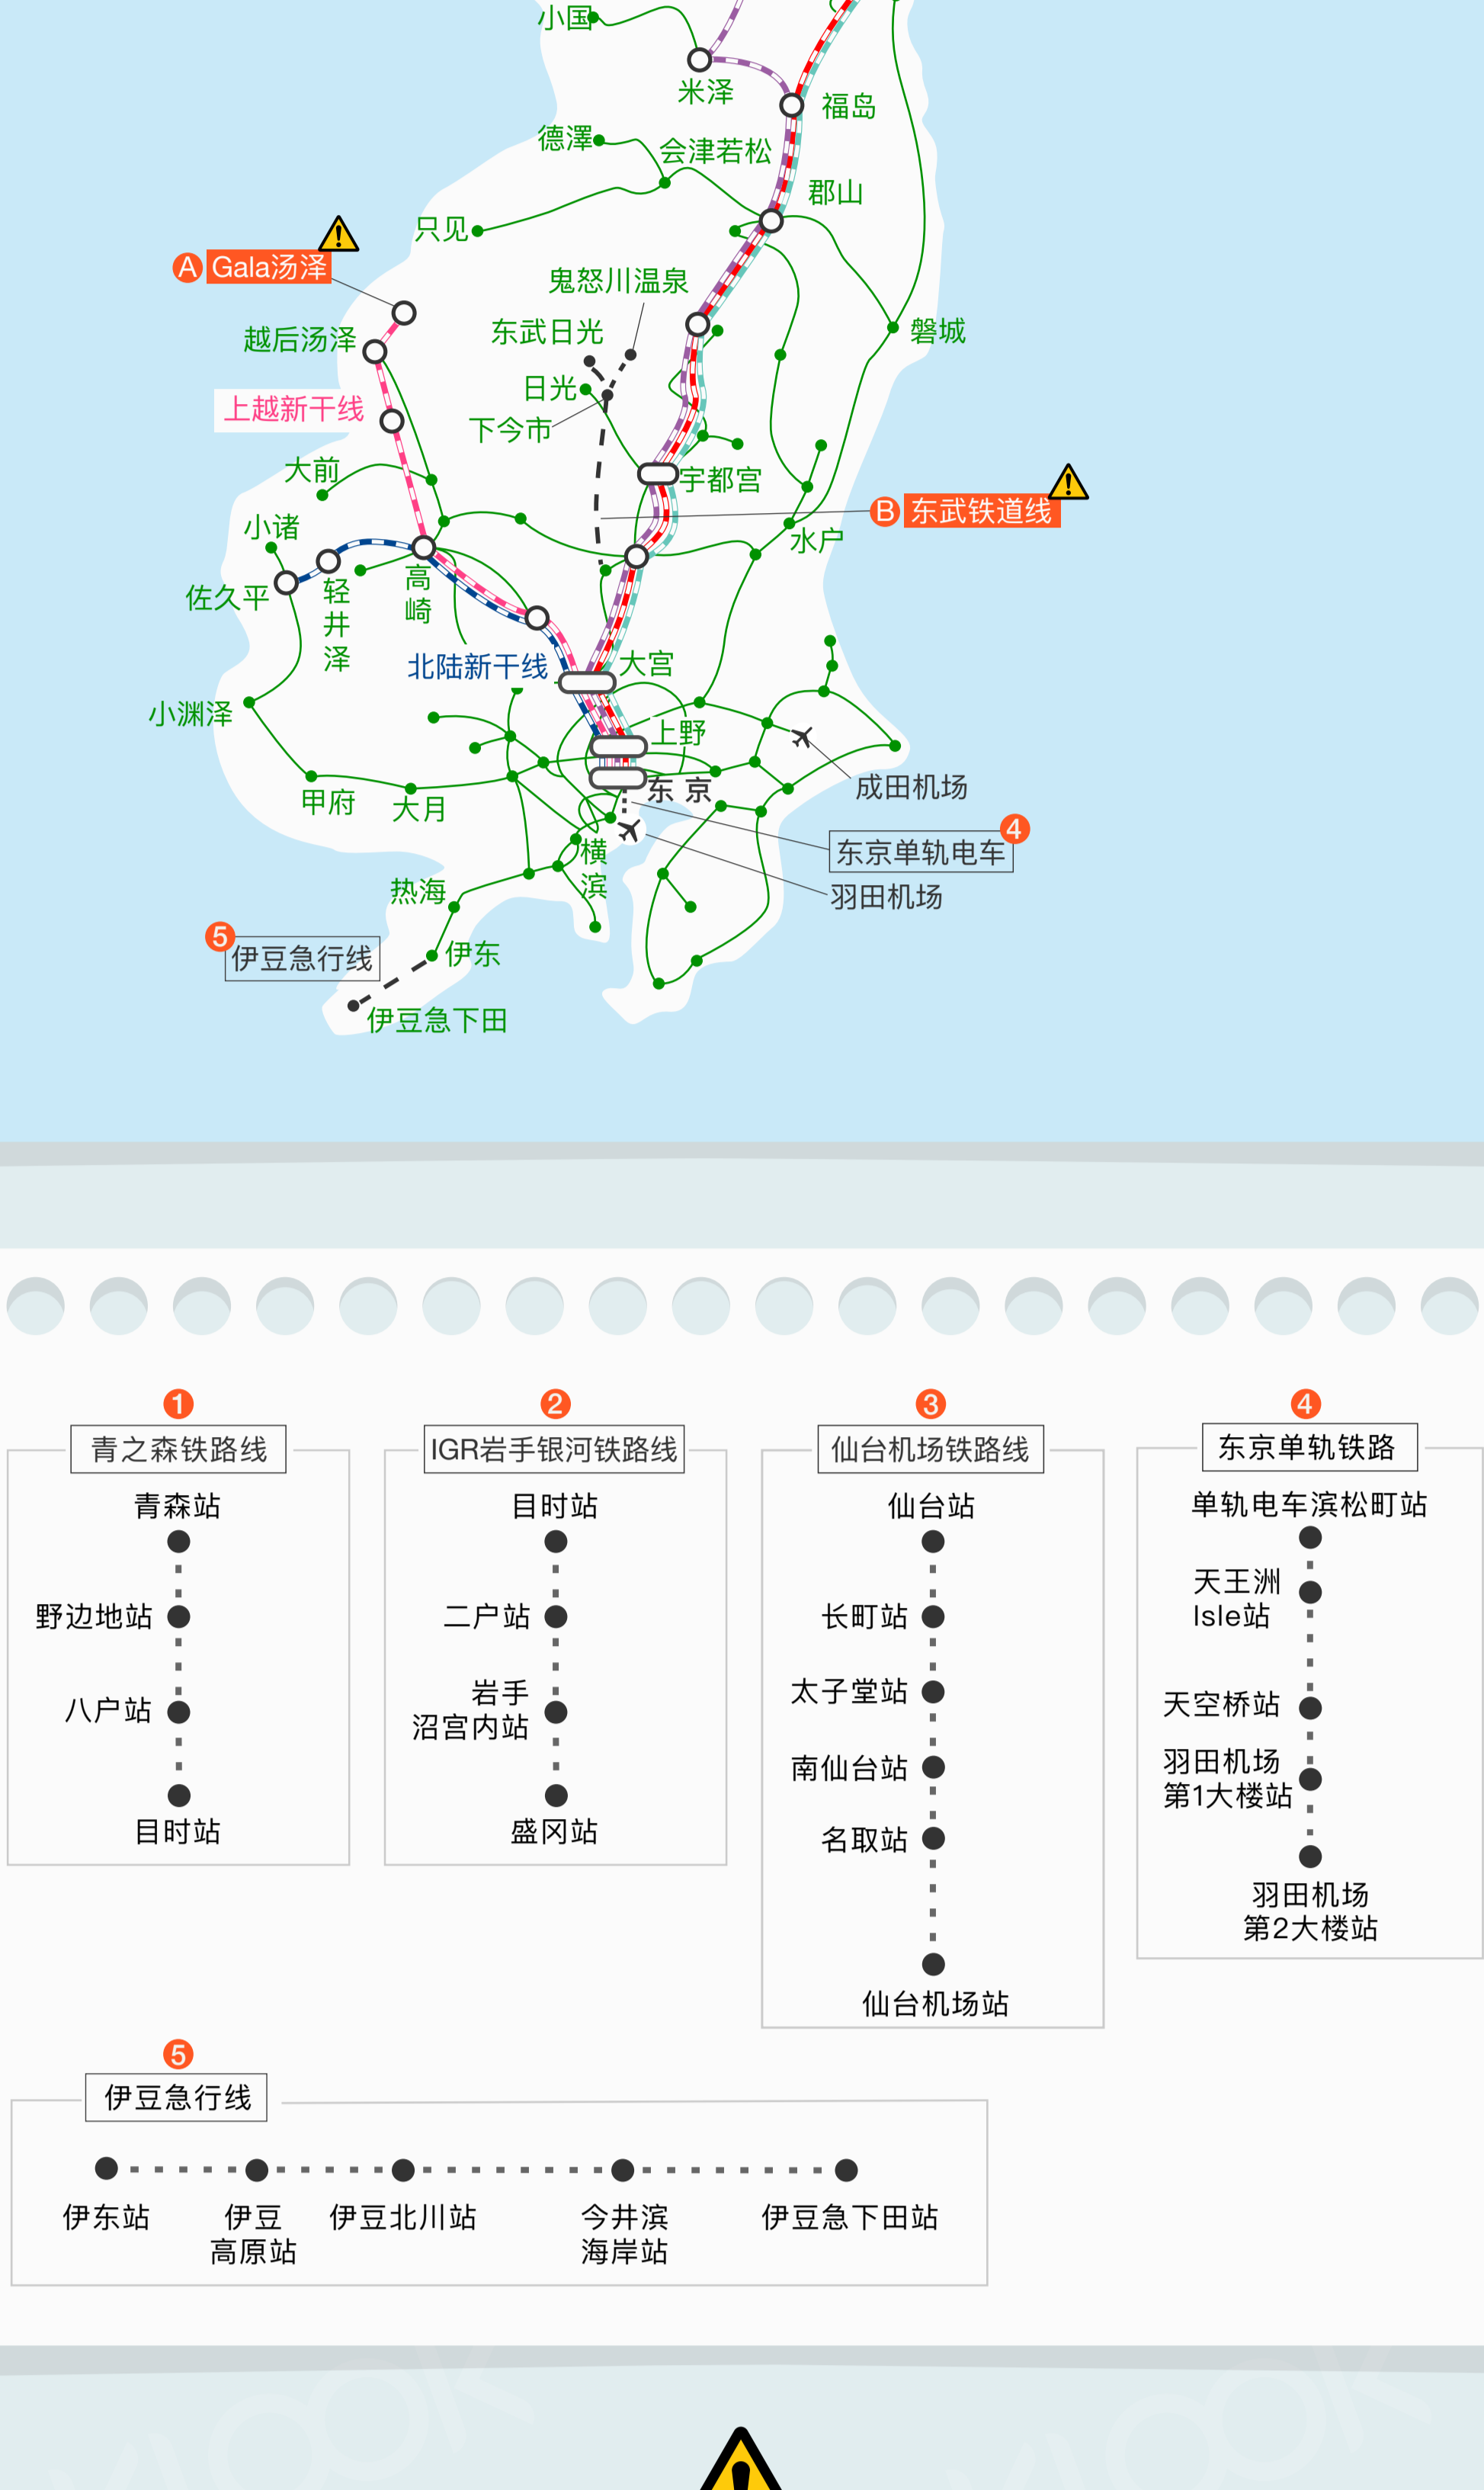 小国
米泽
福岛
德澤
会津若松
郡山
只见
A Gala汤泽
鬼怒川温泉
越后汤泽
东武日光
磐城
日光
上越新干线
下今市
大前
宇都宫
B 东武铁道线
小诸
水户
佐久平
轻井泽
高崎
北陆新干线
大宫
小渊泽
上野
成田机场
东京
甲府
大月
4
东京单轨电车
横滨
热海
羽田机场
5
伊豆急行线
伊东
伊豆急下田
1
青之森铁路线
青森站
野边地站
八户站
目时站
2
IGR岩手银河铁路线
目时站
二户站
岩手
沼宫内站
盛冈站
3
仙台机场铁路线
仙台站
长町站
太子堂站
南仙台站
名取站
仙台机场站
4
东京单轨铁路
单轨电车滨松町站
天王洲
Isle站
天空桥站
羽田机场
第1大楼站
羽田机场
第2大楼站
5
伊豆急行线
伊东站
伊豆
高原站
伊豆北川站
今井滨
海岸站
伊豆急下田站